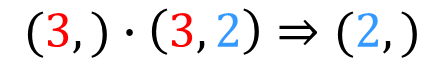 (3,) · (3,2) ⇒ (2,)